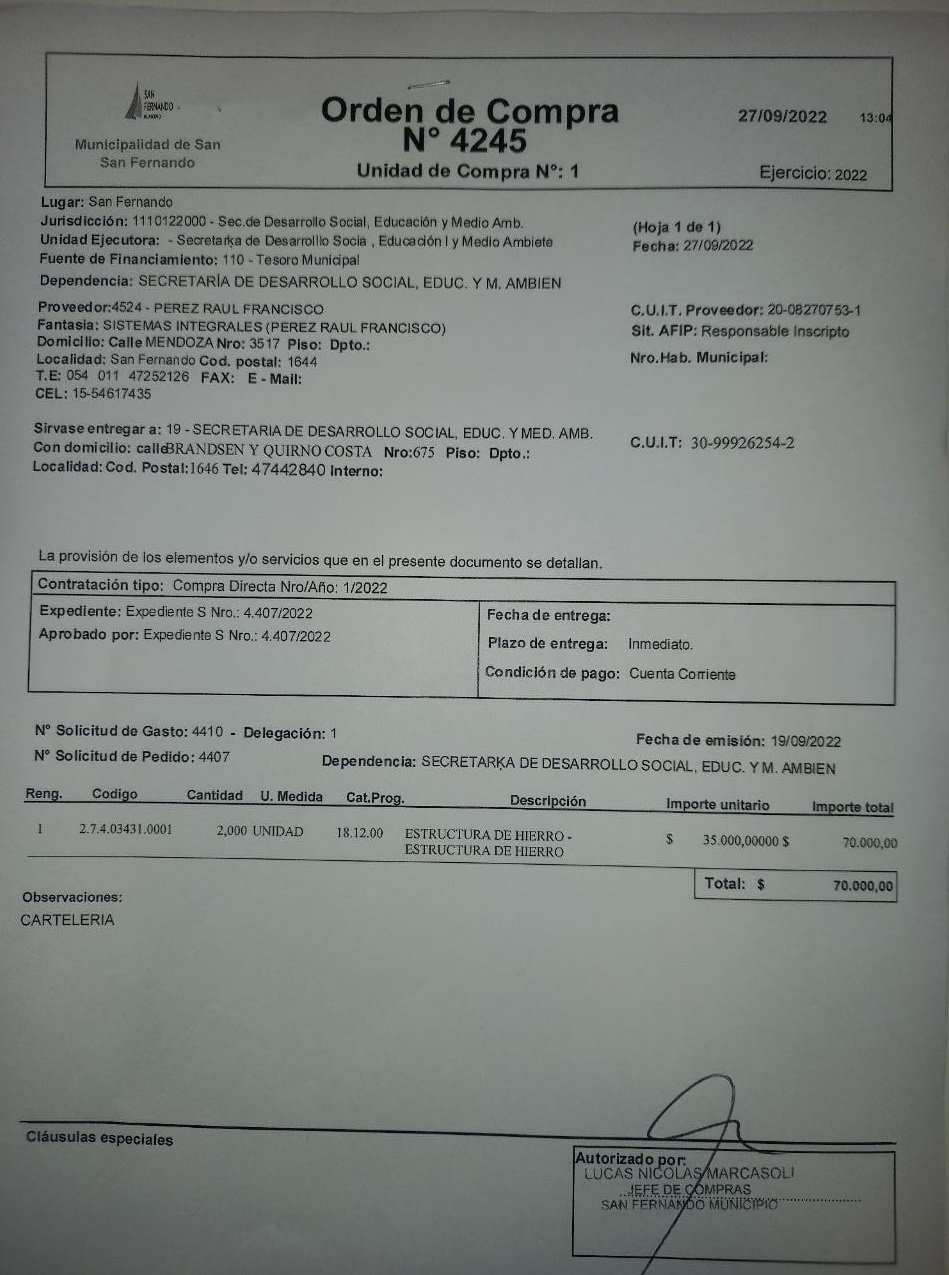 SAN
FERNANDO
Municipalidad de San
San Fernando
Orden de Compra
N° 4245
Unidad de Compra N°: 1
27/09/2022 13:04
Ejercicio: 2022
Lugar: San Fernando
Jurisdicción: 1110122000 - Sec.de Desarrollo Social, Educación y Medio Amb.
Unidad Ejecutora: - Secretarķa de Desarolllo Socia , Educación l y Medio Ambiete
Fuente de Financiamiento: 110 - Tesoro Municipal
Dependencia: SECRETARÍA DE DESARROLLO SOCIAL, EDUC. Y M. AMBIEN
(Hoja 1 de 1)
Fecha: 27/09/2022
Proveedor:4524 - PEREZ RAUL FRANCISCO
Fantasia: SISTEMAS INTEGRALES (PEREZ RAUL FRANCISCO)
Domicilio: Calle MENDOZA Nro: 3517 Piso: Dpto.:
Localidad: San Fernando Cod. postal: 1644
T.E: 054 011 47252126 FAX: E - Mail:
CEL: 15-54617435
C.U.I.T. Proveedor: 20-08270753-1
Sit. AFIP: Responsable Inscripto
Nro.Hab. Municipal:
Sirvase entregar a: 19 - SECRETARIA DE DESARROLLO SOCIAL, EDUC. Y MED. AMB.
Con domicilio: calleBRANDSEN Y QUIRNO COSTA Nro:675 Piso: Dpto.:
Localidad: Cod. Postal:1646 Tel: 47442840 Interno:
C.U.I.T: 30-99926254-2
La provisión de los elementos y/o servicios que en el presente documento se detallan.
Contratación tipo: Compra Directa Nro/Año: 1/2022
Expediente: Expediente S Nro.: 4.407/2022
Aprobado por: Expediente S Nro.: 4.407/2022
Fecha de entrega:
Plazo de entrega: Inmediato.
Condición de pago: Cuenta Corriente
N° Solicitud de Gasto: 4410 - Delegación: 1
Fecha de emisión: 19/09/2022
N° Solicitud de Pedido: 4407
Dependencia: SECRETARĶA DE DESARROLLO SOCIAL, EDUC. Y M. AMBIEN
Reng. Codigo Cantidad U. Medida Cat.Prog. Descripción Importe unitario Importe total
1 2.7.4.03431.0001 2,000 UNIDAD 18.12.00 ESTRUCTURA DE HIERRO - $ 35.000,00000 $ 70.000,00
ESTRUCTURA DE HIERRO
Total: $ 70.000,00
Observaciones:
CARTELERIA
Cláusulas especiales
Autorizado por:
LUCAS NICOLAS MARCASOLI
JEFE DE COMPRAS
SAN FERNANDO MUNICIPIO